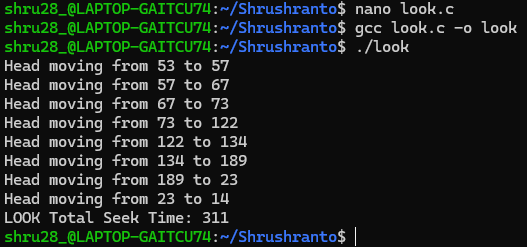 shru28_@LAPTOP-GAITCU74:~/Shrushranto$ nano look.c
shru28_@LAPTOP-GAITCU74:~/Shrushranto$ gcc look.c -o look
shru28_@LAPTOP-GAITCU74:~/Shrushranto$ ./look
Head moving from 53 to 57
Head moving from 57 to 67
Head moving from 67 to 73
Head moving from 73 to 122
Head moving from 122 to 134
Head moving from 134 to 189
Head moving from 189 to 23
Head moving from 23 to 14
LOOK Total Seek Time: 311
shru28_@LAPTOP-GAITCU74:~/Shrushranto$